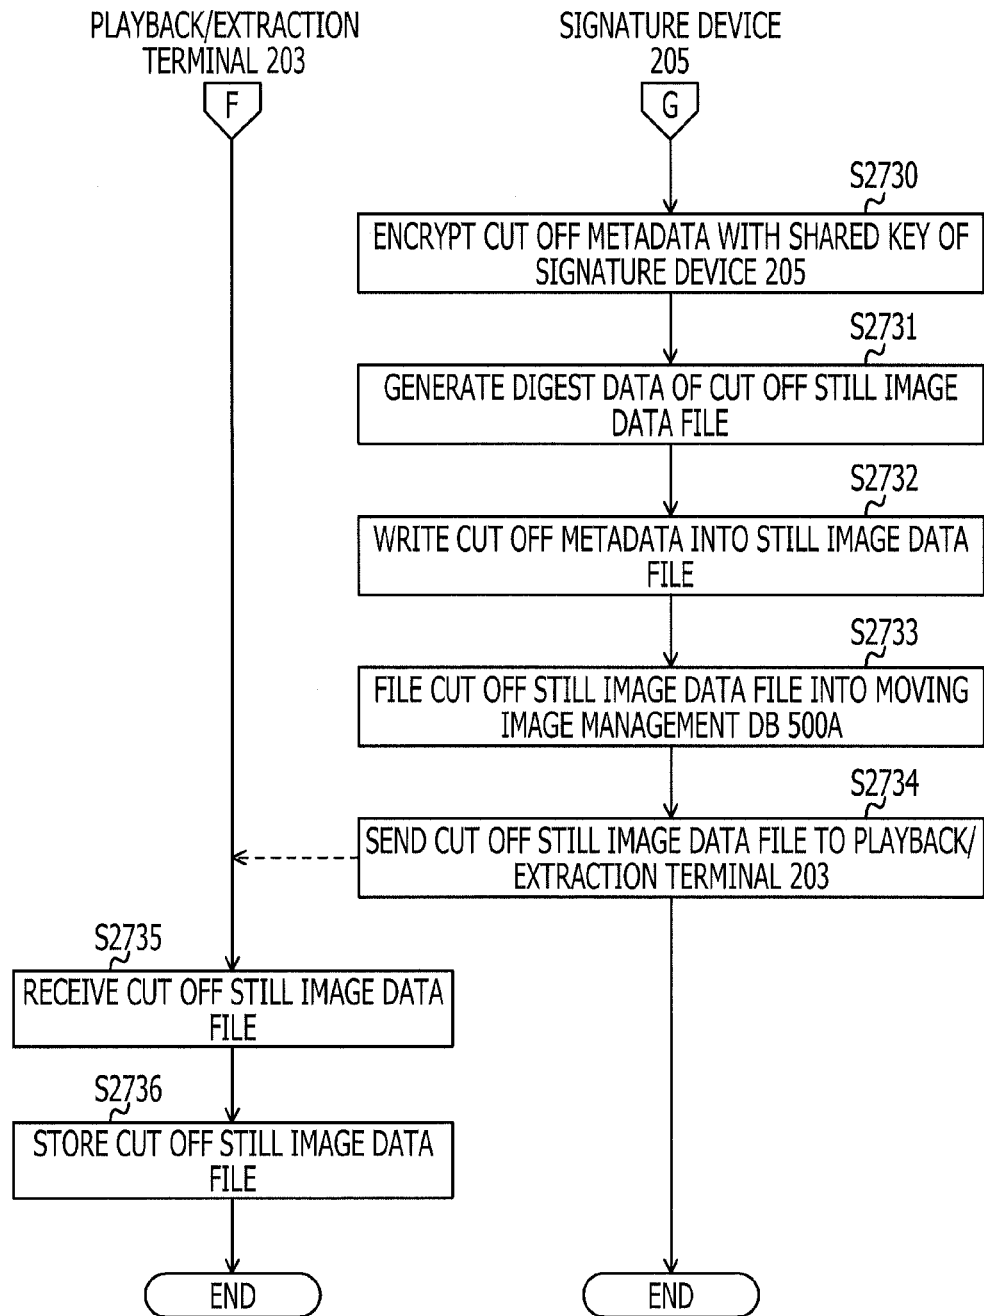 PLAYBACK/EXTRACTION
TERMINAL 203
SIGNATURE DEVICE
205
F
G
S2730
ENCRYPT CUT OFF METADATA WITH SHARED KEY OF
SIGNATURE DEVICE 205
S2731
GENERATE DIGEST DATA OF CUT OFF STILL IMAGE
DATA FILE
S2732
WRITE CUT OFF METADATA INTO STILL IMAGE DATA
FILE
S2733
FILE CUT OFF STILL IMAGE DATA FILE INTO MOVING
IMAGE MANAGEMENT DB 500A
S2734
SEND CUT OFF STILL IMAGE DATA FILE TO PLAYBACK/
EXTRACTION TERMINAL 203
S2735
RECEIVE CUT OFF STILL IMAGE DATA
FILE
S2736
STORE CUT OFF STILL IMAGE DATA
FILE
END
END